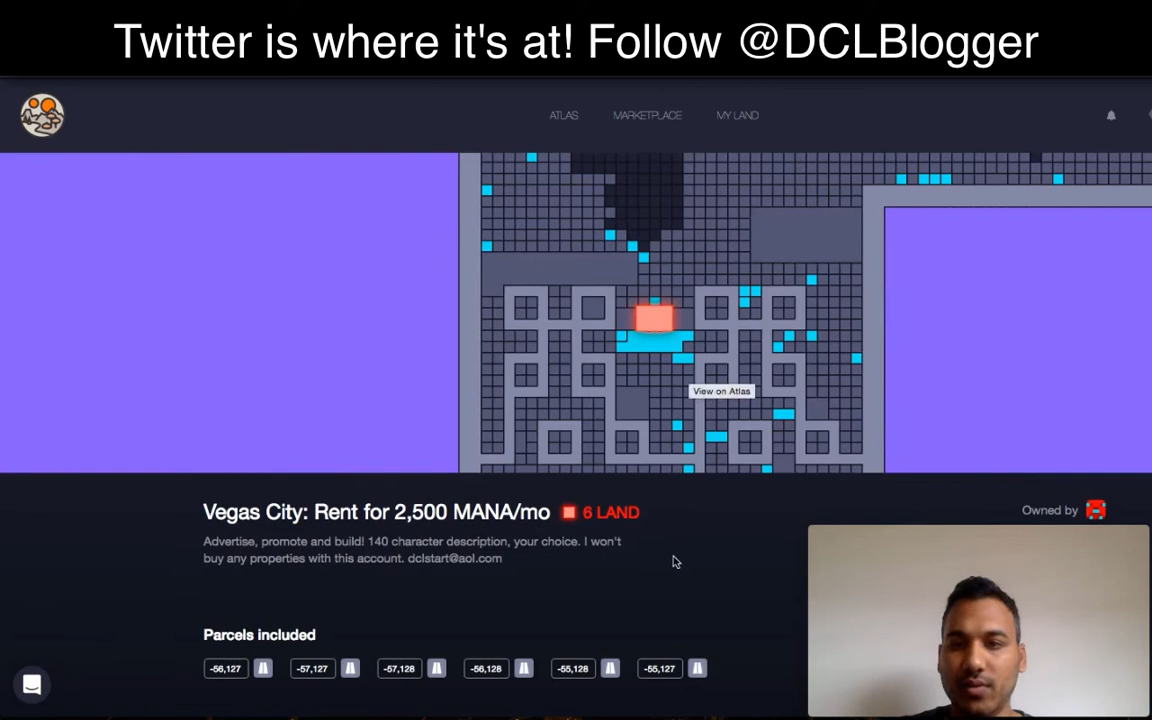 Twitter is where it's at! Follow @DCLBlogger
ATLAS MARKETPLACE MY LAND
View on Atlas
Vegas City: Rent for 2,500 MANA/mo 6 LAND
Owned by
Advertise, promote and build! 140 character description, your choice. I won't
buy any properties with this account. dclstart@aol.com
Parcels included
-56,127 -57,127 -57,128 -56,128 -55,128 -55,127